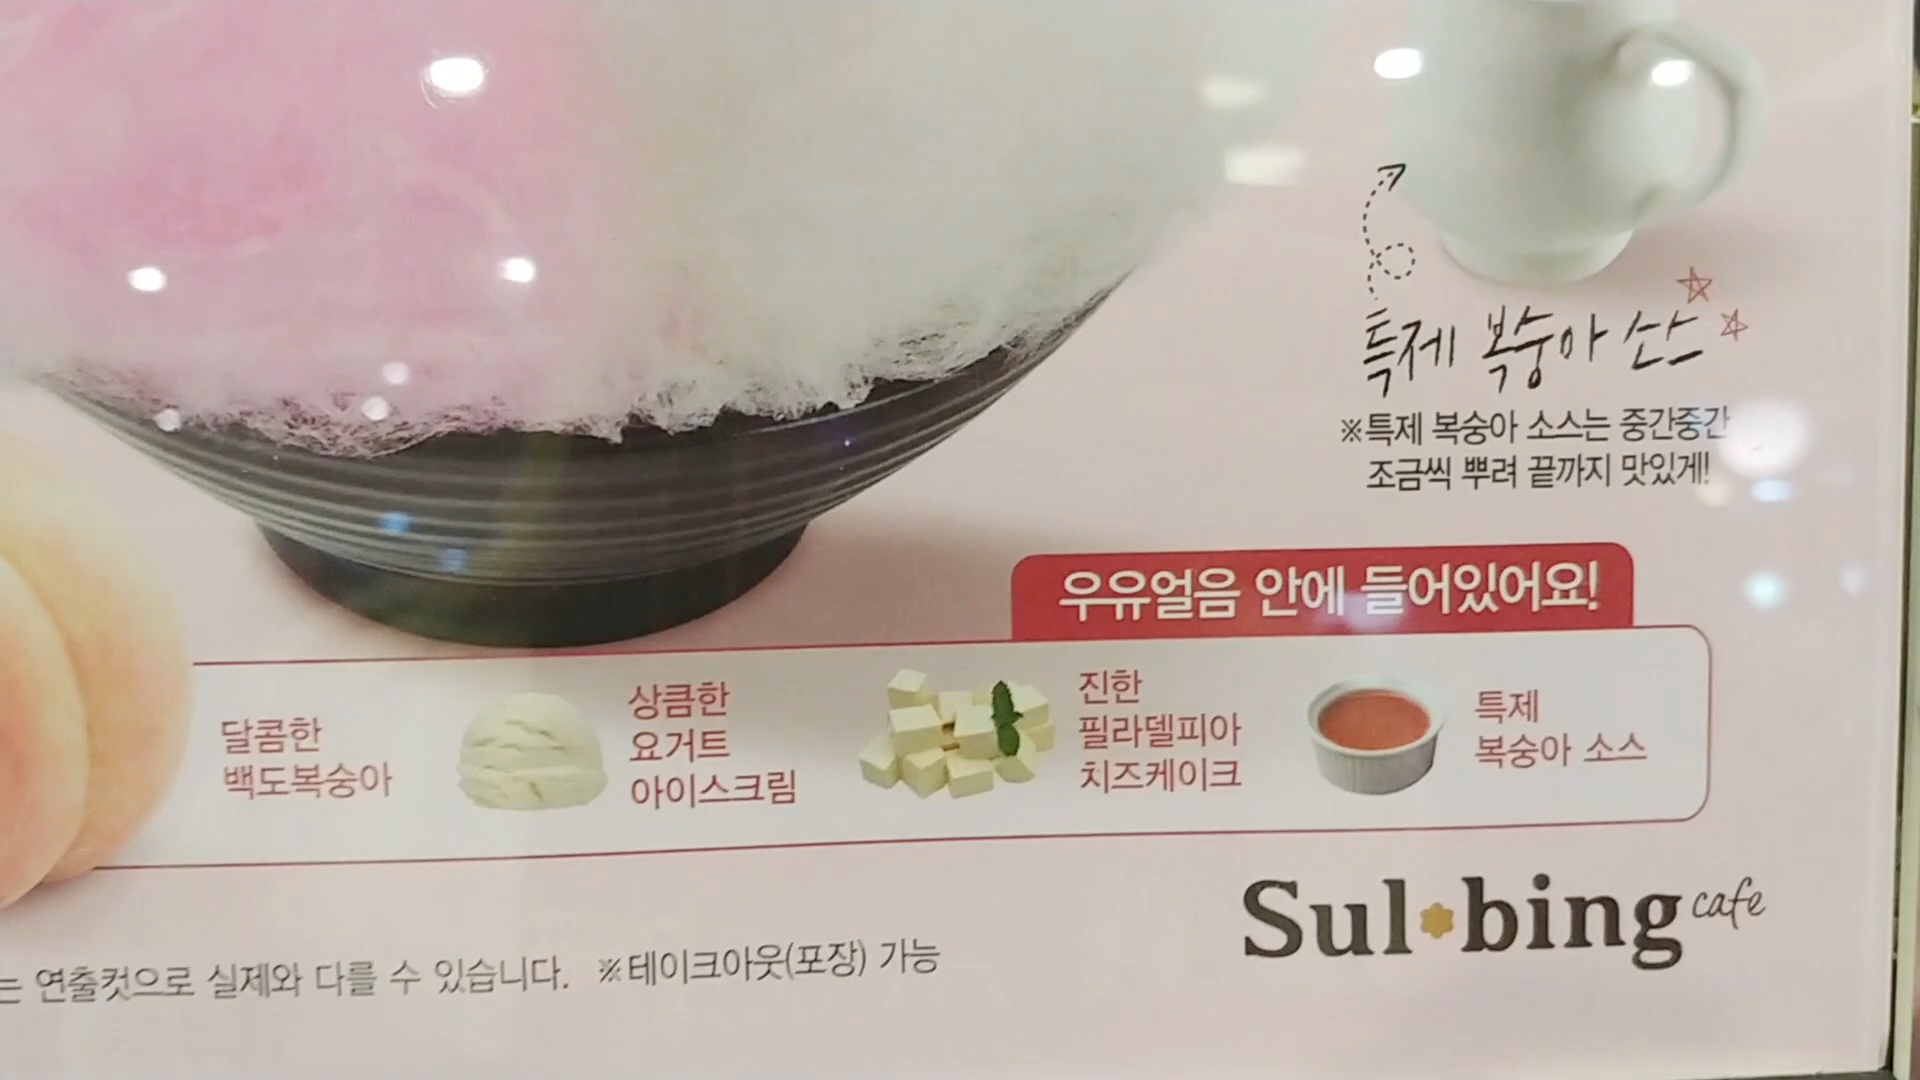 특제 복숭아 소스
※특제 복숭아 소스는 중간중간
조금씩 뿌려 끝까지 맛있게!
우유얼음 안에 들어있어요!
달콤한
백도복숭아
상큼한
요거트
아이스크림
진한
필라델피아
치즈케이크
특제
복숭아 소스
Sul bing cafe
는 연출컷으로 실제와 다를 수 있습니다. ※테이크아웃(포장) 가능